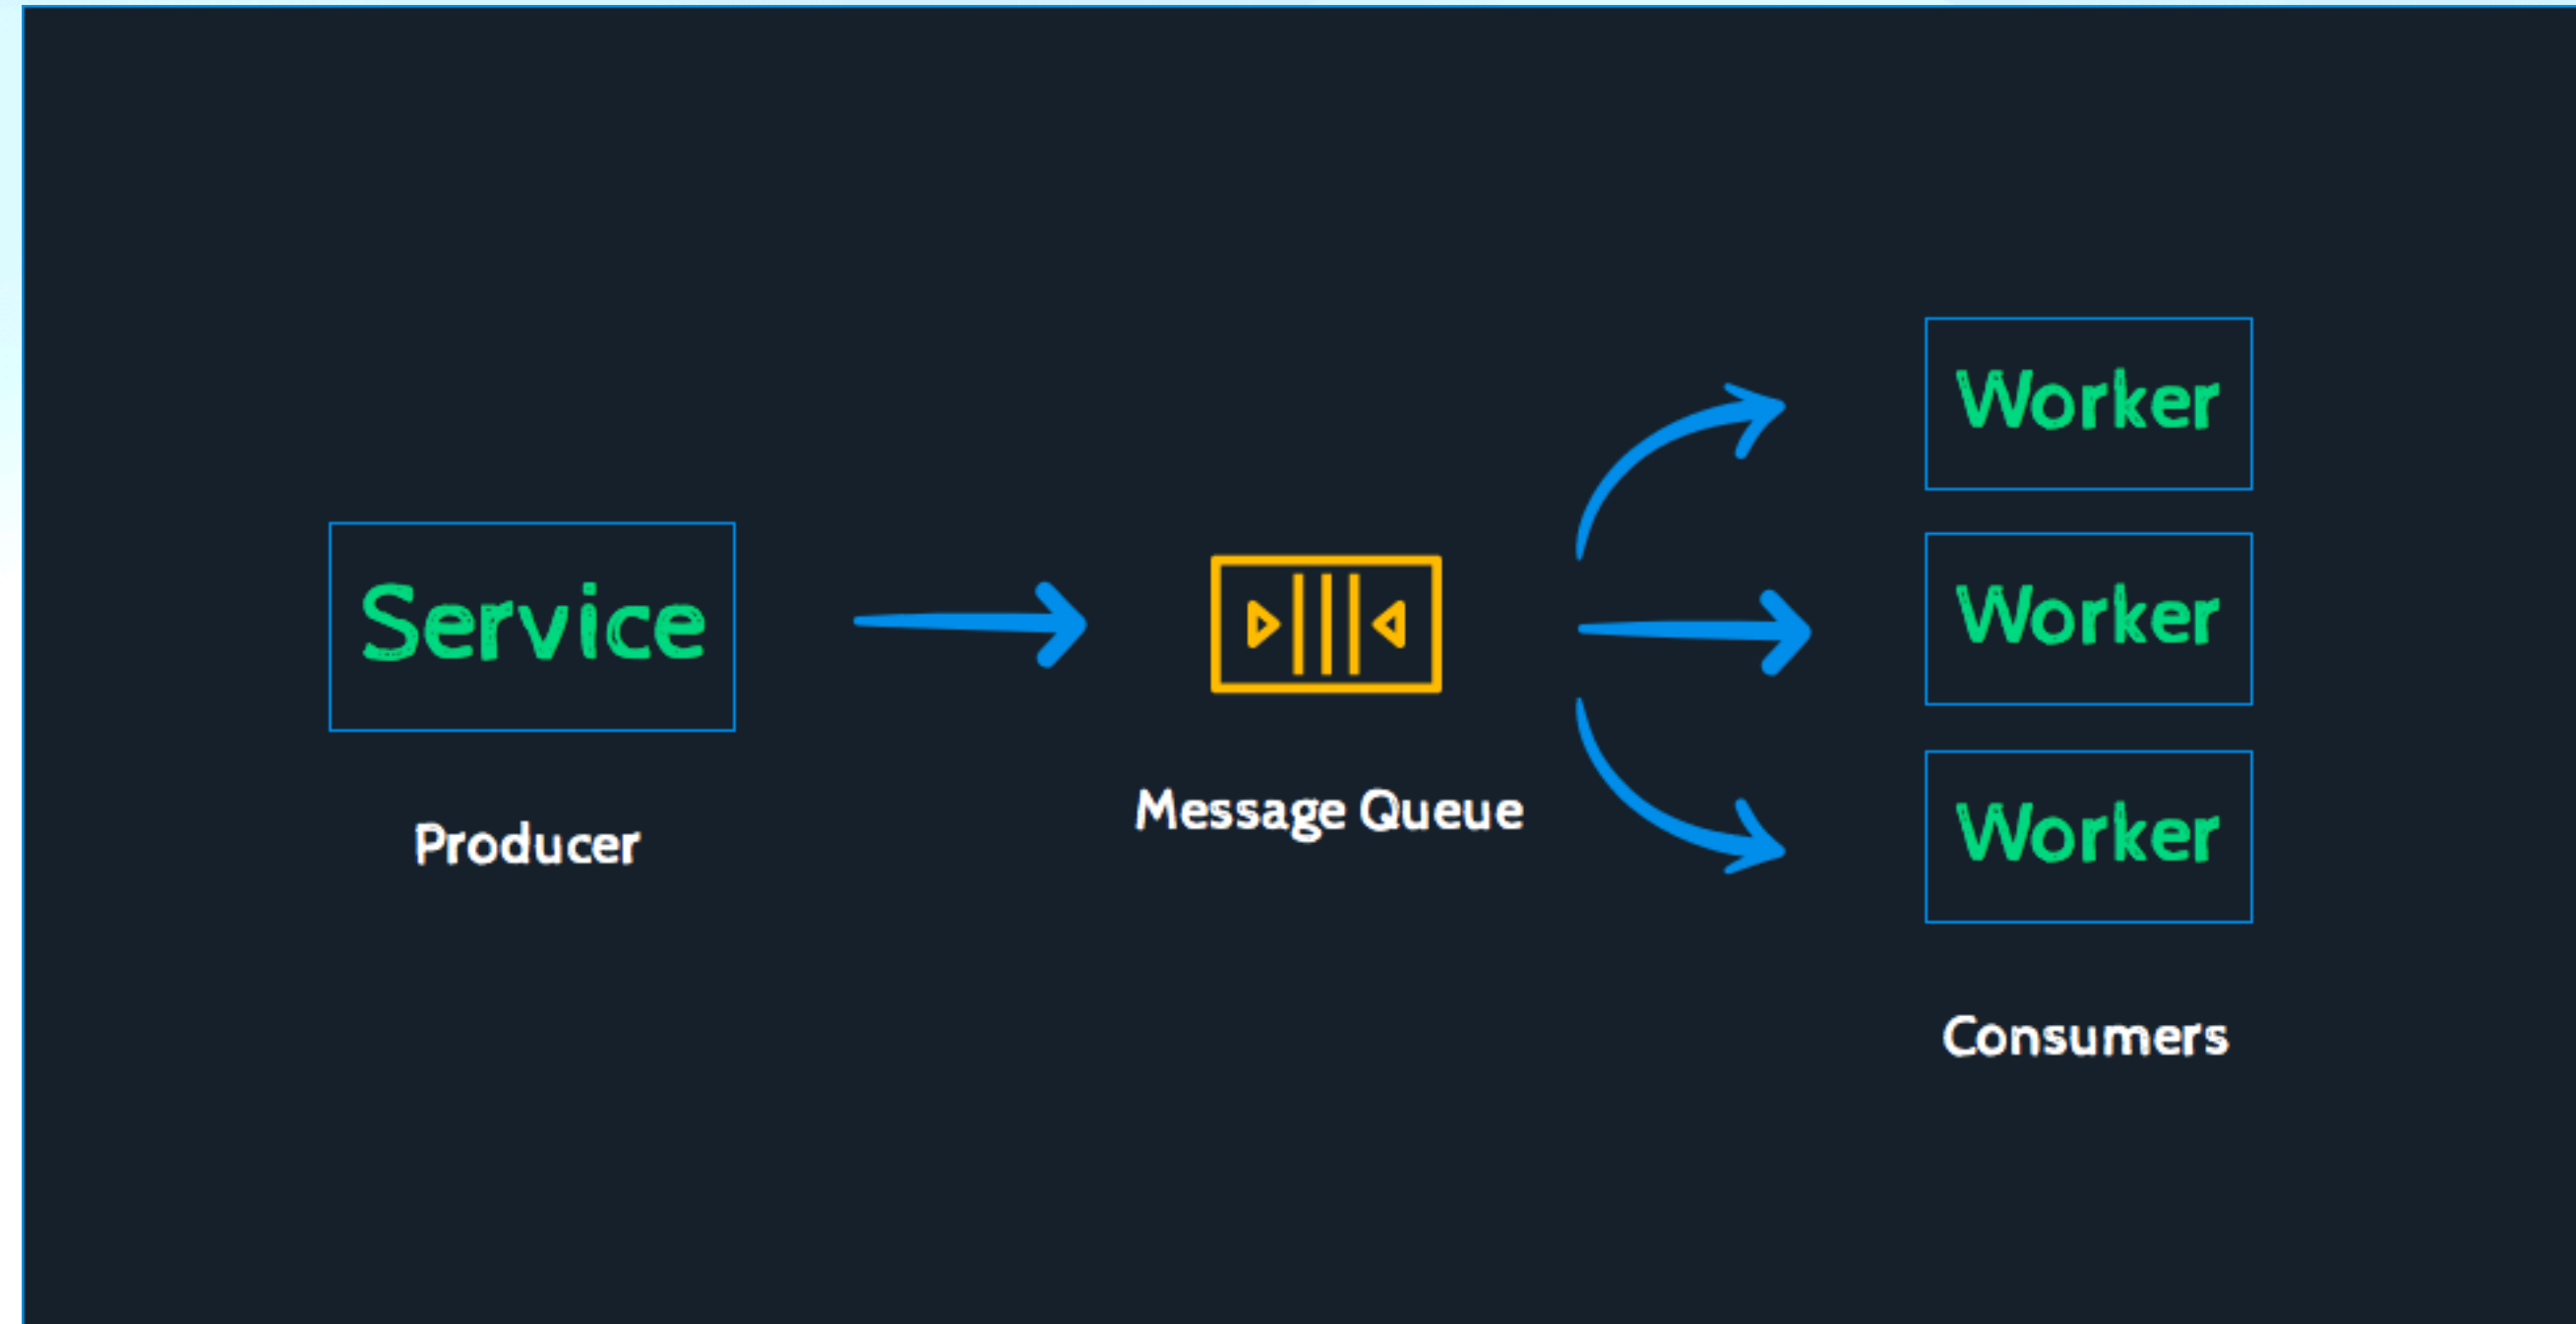 Service
Producer
Message Queue
Worker
Worker
Worker
Consumers